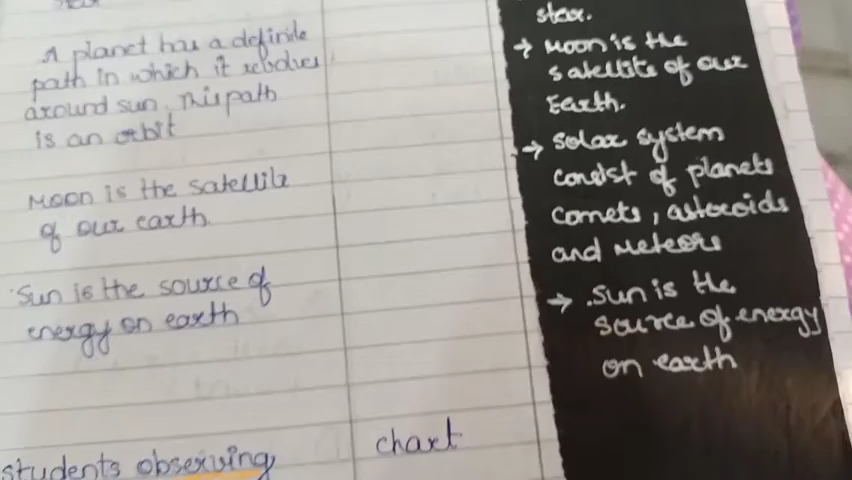 A planet has a definite
path in which it revolves
around sun. This path
is an orbit
Moon is the satellite
of our earth
Sun is the source of
energy on earth
students observing
chart
star.
→ Moon is the
satellite of our
Earth.
→ Solar system
consist of planets
comets, asteroids
and Meteors
→ .Sun is the
source of energy
on earth